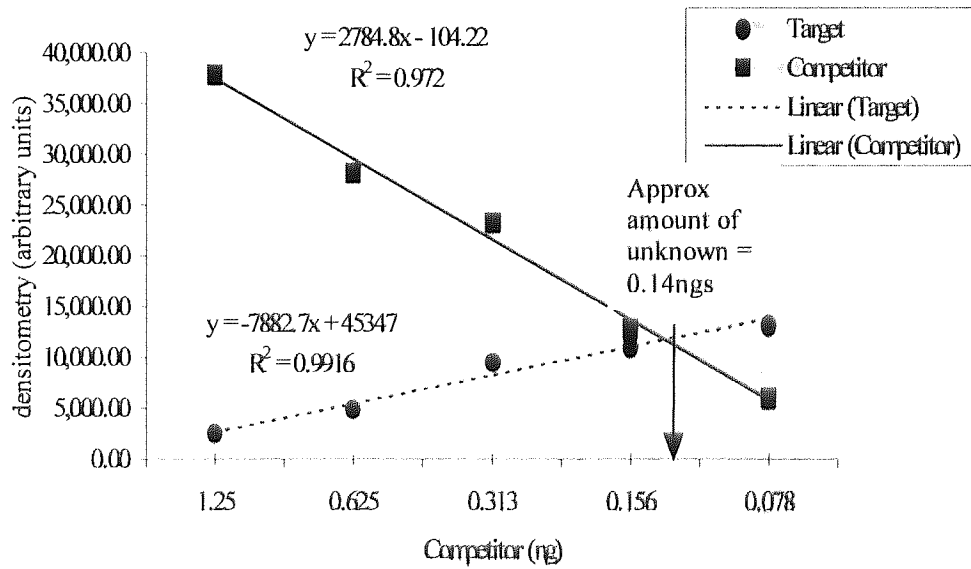 y = 2784.8x - 104.22
R² = 0.972
Target
Competitor
Linear (Target)
Linear (Competitor)
40,000.00
35,000.00
30,000.00
25,000.00
20,000.00
15,000.00
10,000.00
5,000.00
0.00
densitometry (arbitrary units)
Approx
amount of
unknown =
0.14ngs
y = -7882.7x + 45347
R² = 0.9916
1.25
0.625
0.313
0.156
0.078
Competitor (ng)